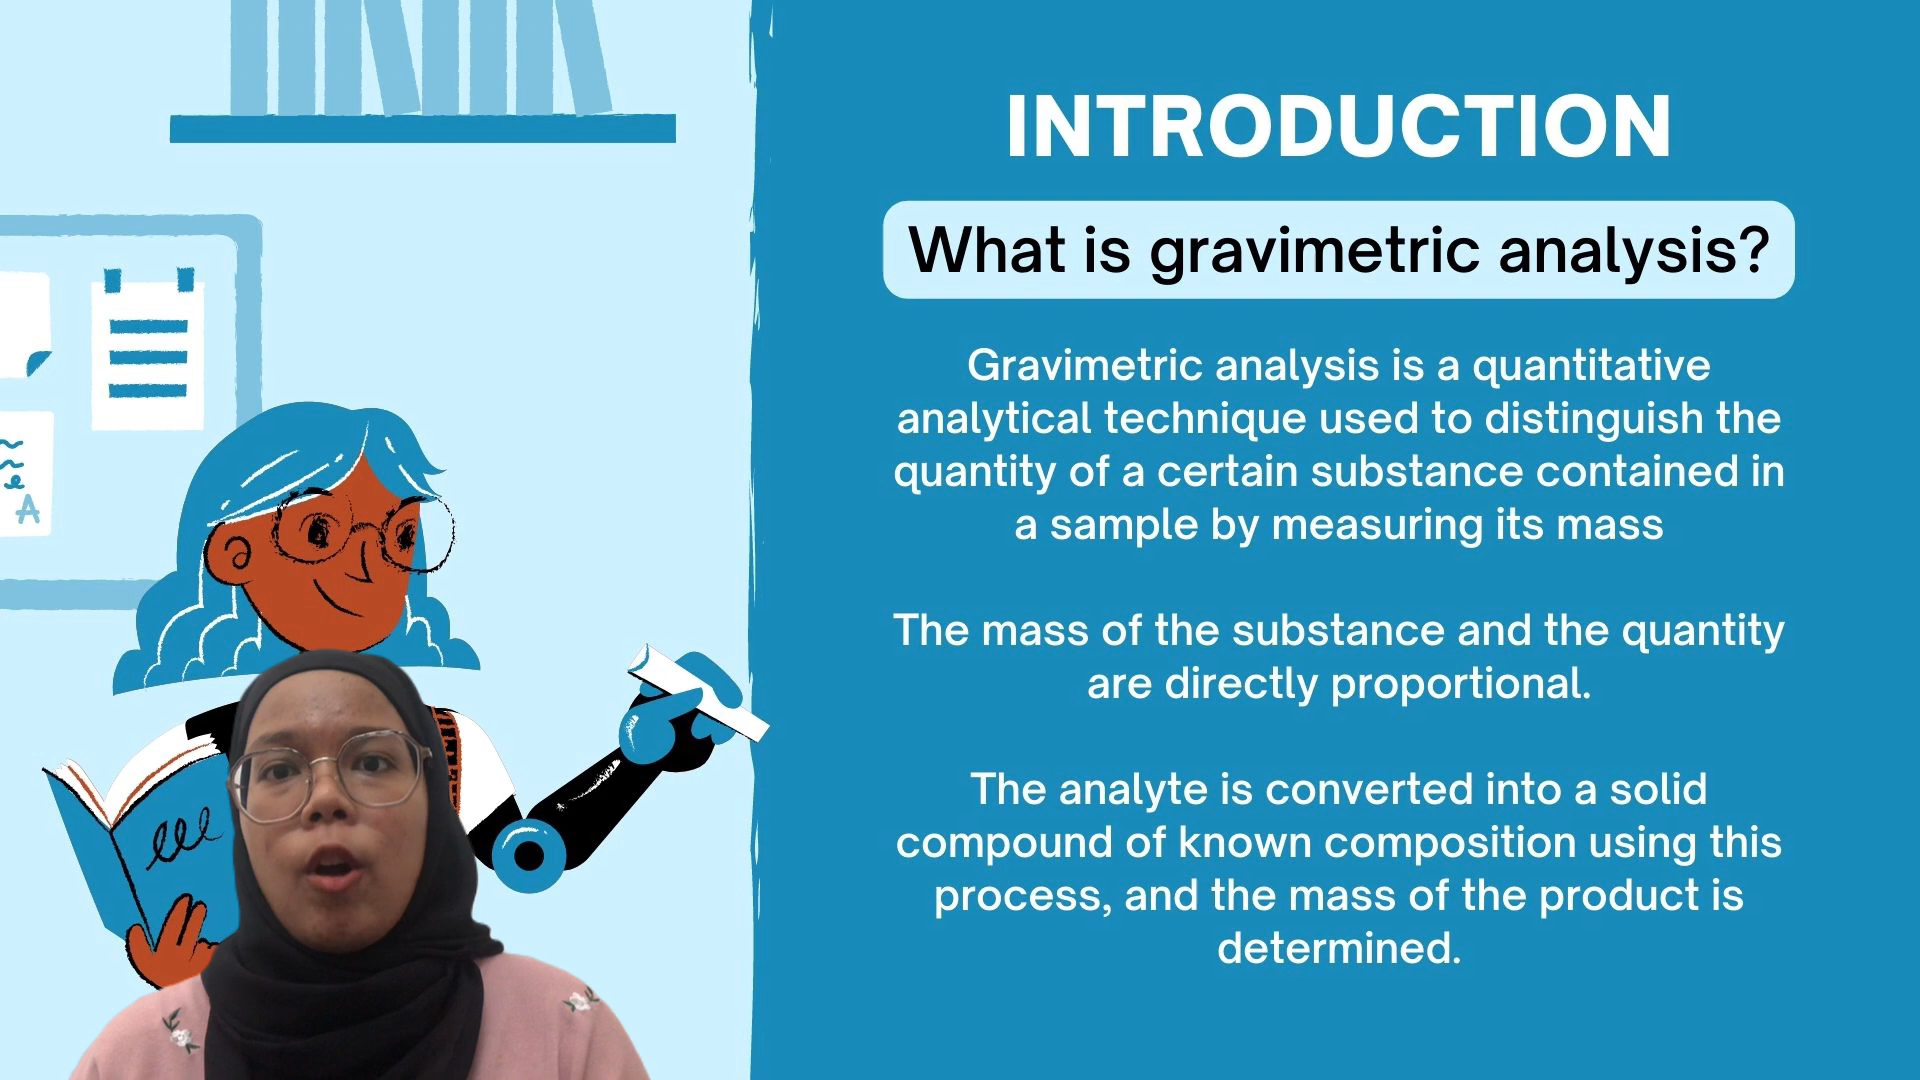 INTRODUCTION
What is gravimetric analysis?
Gravimetric analysis is a quantitative
analytical technique used to distinguish the
quantity of a certain substance contained in
a sample by measuring its mass
The mass of the substance and the quantity
are directly proportional.
The analyte is converted into a solid
compound of known composition using this
process, and the mass of the product is
determined.
A